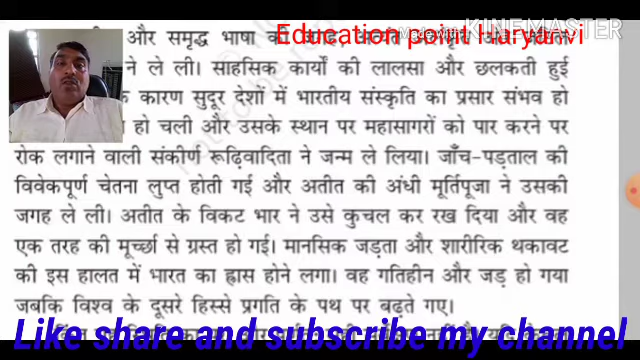 Education point haryanvi
Made with KINEMASTER
और समृद्ध भाषा की
ने ले ली। साहसिक कार्यों की लालसा और छलकती हुई
के कारण सुदूर देशों में भारतीय संस्कृति का प्रसार संभव हो
हो चली और उसके स्थान पर महासागरों को पार करने पर
रोक लगाने वाली संकीर्ण रूढ़िवादिता ने जन्म ले लिया। जाँच-पड़ताल की
विवेकपूर्ण चेतना लुप्त होती गई और अतीत की अंधी मूर्तिपूजा ने उसकी
जगह ले ली। अतीत के विकट भार ने उसे कुचल कर रख दिया और वह
एक तरह की मूर्च्छा से ग्रस्त हो गई। मानसिक जड़ता और शारीरिक थकावट
की इस हालत में भारत का ह्रास होने लगा। वह गतिहीन और जड़ हो गया
जबकि विश्व के दूसरे हिस्से प्रगति के पथ पर बढ़ते गए।
Like share and subscribe my channel